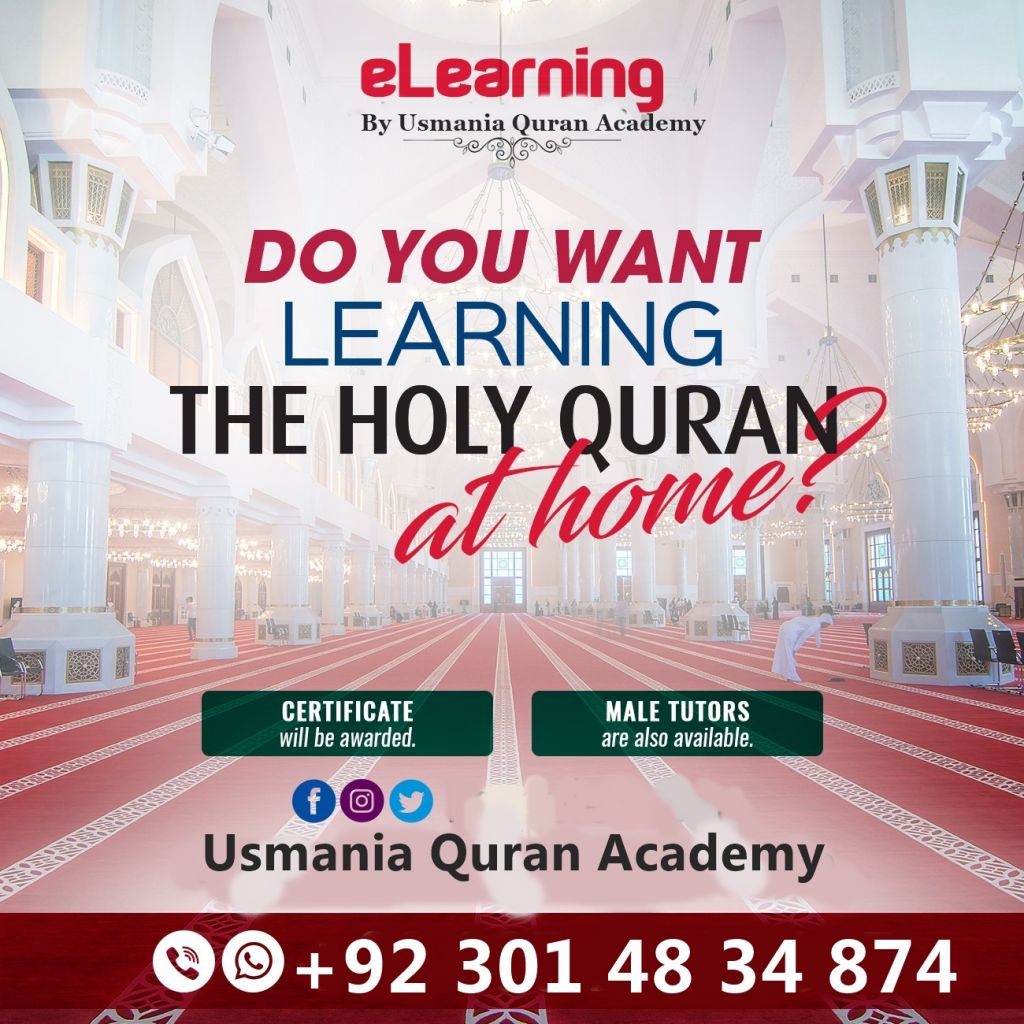 eLearning
By Usmania Quran Academy
DO YOU WANT
LEARNING
THE HOLY QURAN
at home?
CERTIFICATE
will be awarded.
MALE TUTORS
are also available.
Usmania Quran Academy
+92 301 48 34 874